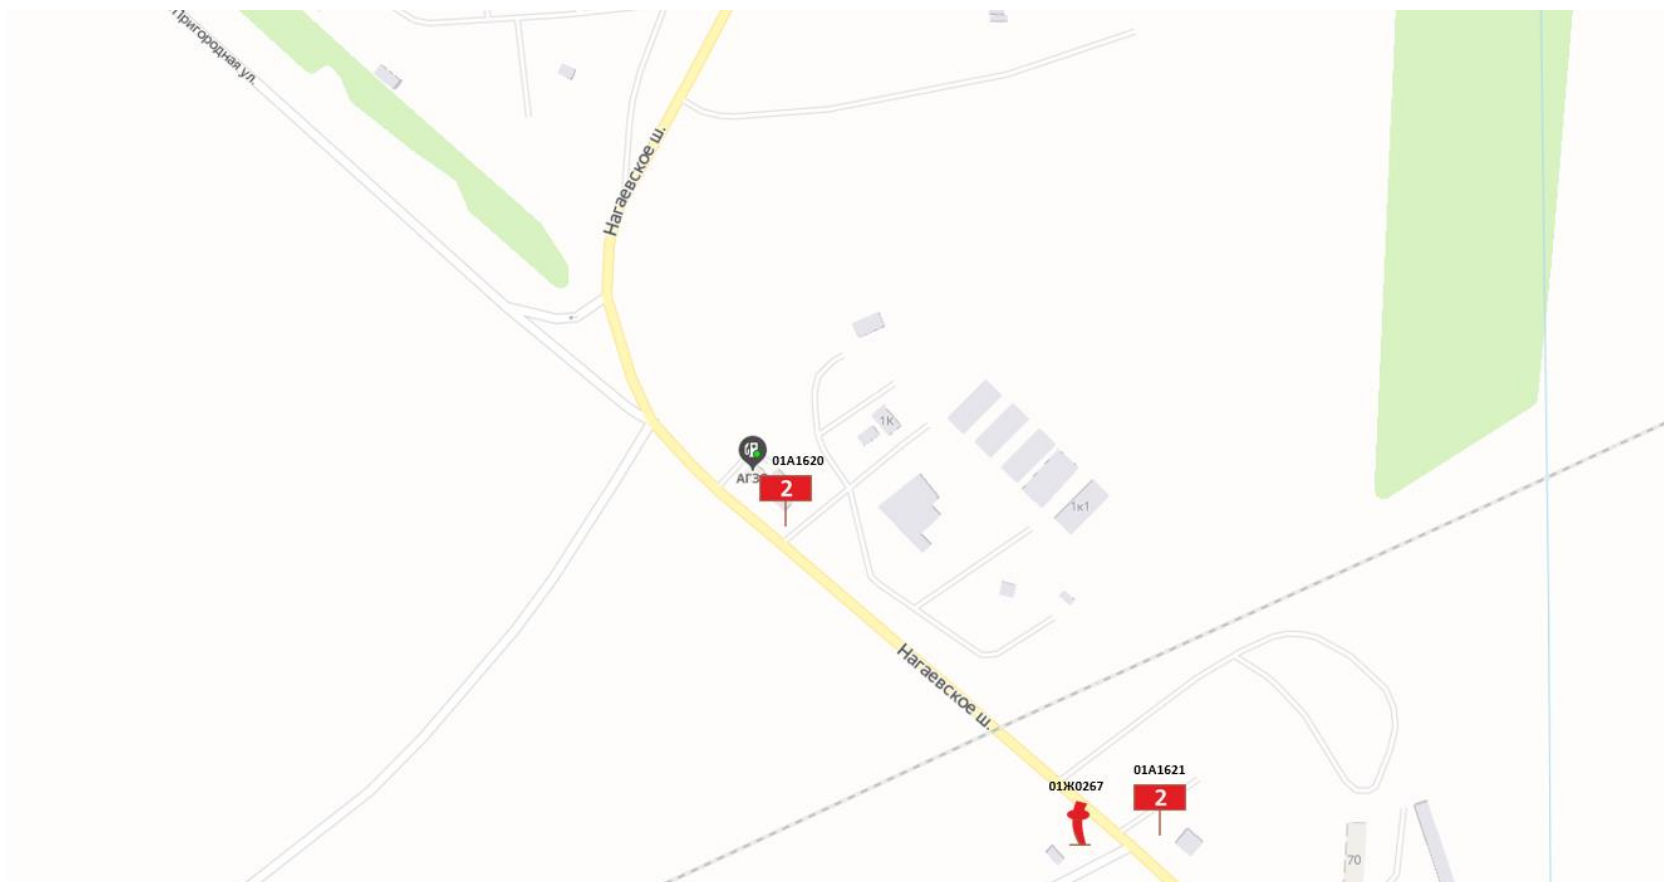 Пригородная ул.
Нагаевское ш.
1К
01А1620
2
1к1
Нагаевское ш.
01А1621
01Ж0267
2
70